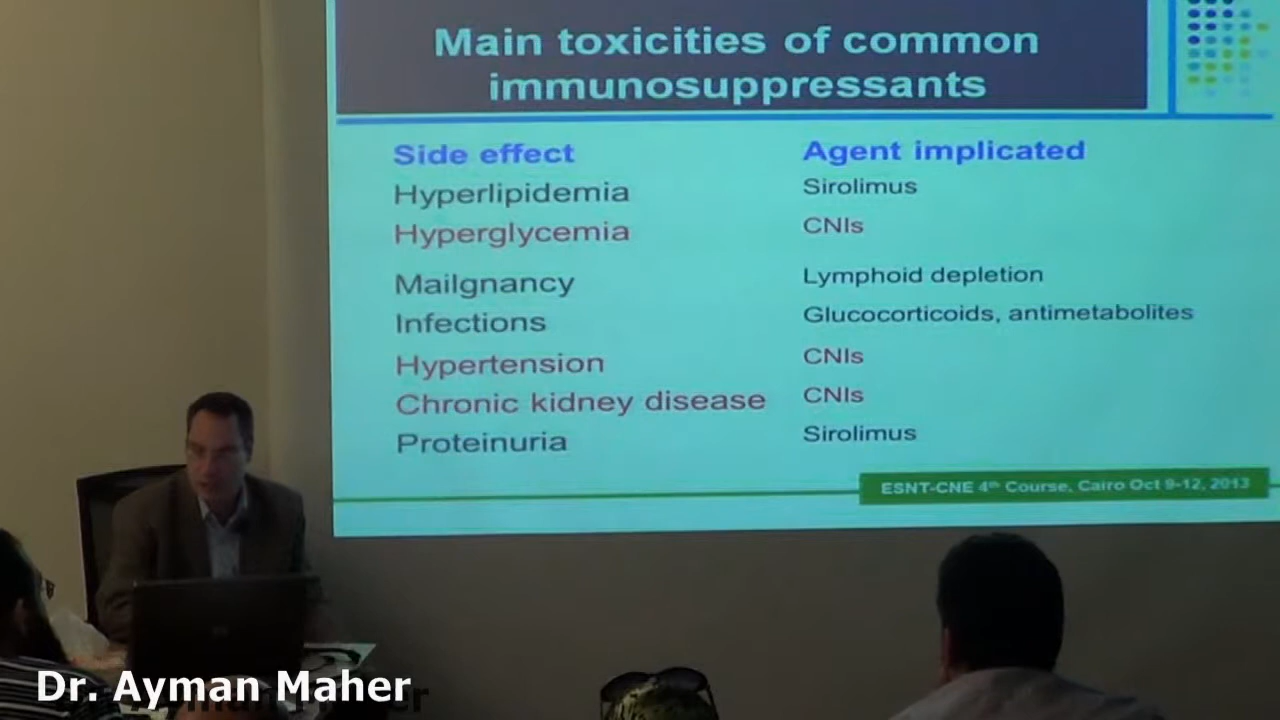 Main toxicities of common
immunosuppressants
Side effect Agent implicated
Hyperlipidemia Sirolimus
Hyperglycemia CNIs
Mailgnancy Lymphoid depletion
Infections Glucocorticoids, antimetabolites
Hypertension CNIs
Chronic kidney disease CNIs
Proteinuria Sirolimus
ESNT-CNE 4th Course, Cairo Oct 9-12, 2013
Dr. Ayman Maher